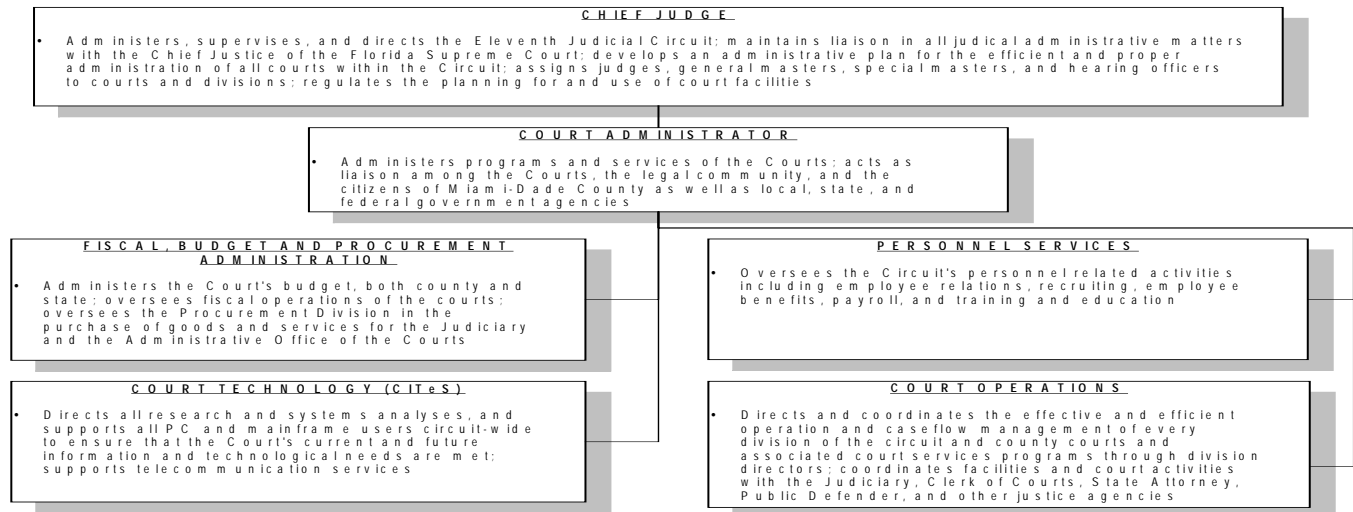 CHIEF JUDGE
• Administers, supervises, and directs the Eleventh Judicial Circuit; maintains liaison in all judical administrative matters
with the Chief Justice of the Florida Supreme Court; develops an administrative plan for the efficient and proper
administration of all courts within the Circuit; assigns judges, general masters, special masters, and hearing officers
to courts and divisions; regulates the planning for and use of court facilities
COURT ADMINISTRATOR
• Administers programs and services of the Courts; acts as
liaison among the Courts, the legal community, and the
citizens of Miami-Dade County as well as local, state, and
federal government agencies
FISCAL, BUDGET AND PROCUREMENT
ADMINISTRATION
• Administers the Court's budget, both county and
state; oversees fiscal operations of the courts;
oversees the Procurement Division in the
purchase of goods and services for the Judiciary
and the Administrative Office of the Courts
PERSONNEL SERVICES
• Oversees the Circuit's personnel related activities
including employee relations, recruiting, employee
benefits, payroll, and training and education
COURT TECHNOLOGY (CITeS)
• Directs all research and systems analyses, and
supports all PC and mainframe users circuit-wide
to ensure that the Court's current and future
information and technological needs are met;
supports telecommunication services
COURT OPERATIONS
• Directs and coordinates the effective and efficient
operation and caseflow management of every
division of the circuit and county courts and
associated court services programs through division
directors; coordinates facilities and court activities
with the Judiciary, Clerk of Courts, State Attorney,
Public Defender, and other justice agencies